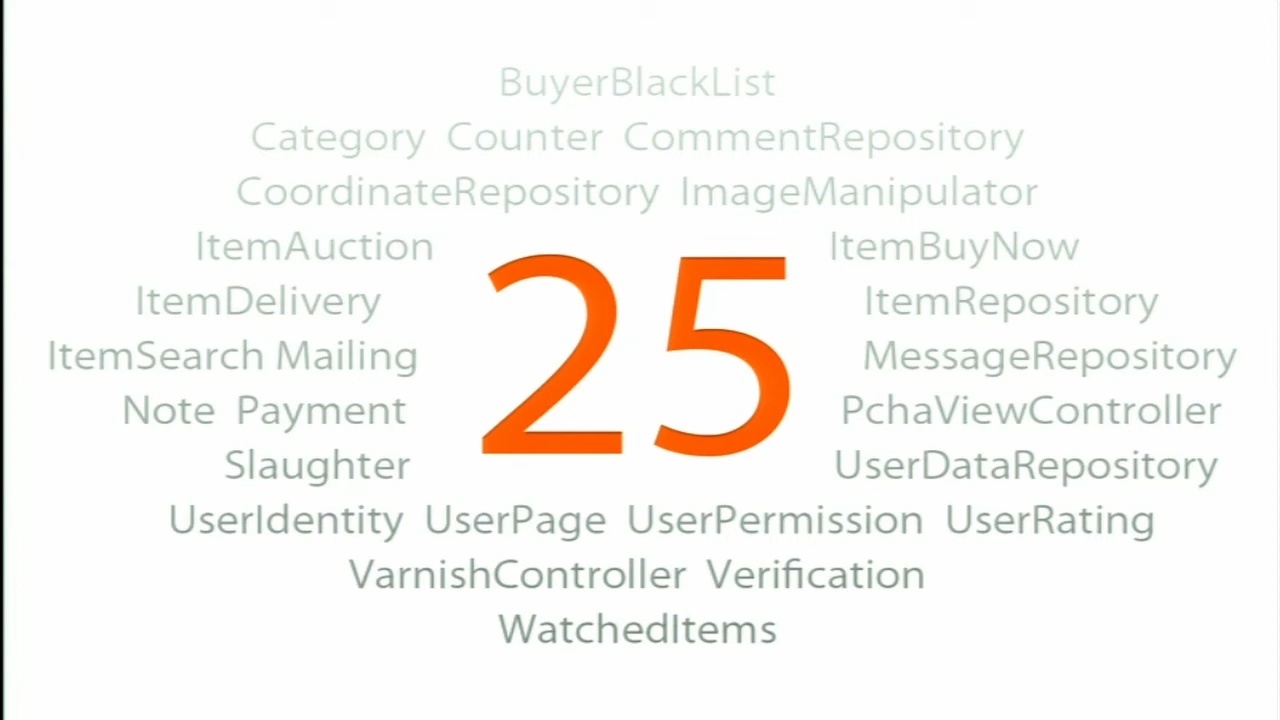 BuyerBlackList
Category Counter CommentRepository
CoordinateRepository ImageManipulator
ItemAuction ItemBuyNow
ItemDelivery ItemRepository
ItemSearch Mailing MessageRepository
25
Note Payment PchaViewController
Slaughter UserDataRepository
UserIdentity UserPage UserPermission UserRating
VarnishController Verification
WatchedItems